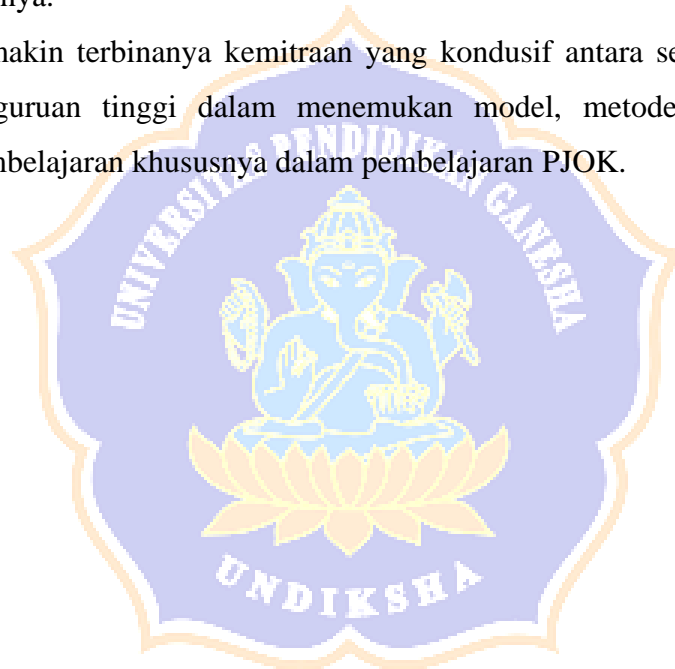 nya.
makin terbinanya kemitraan yang kondusif antara se
guruan tinggi dalam menemukan model, metode
mbelajaran khususnya dalam pembelajaran PJOK.
UNIVERSITAS PENDIDIKAN GANESHA
UNDIKSHA